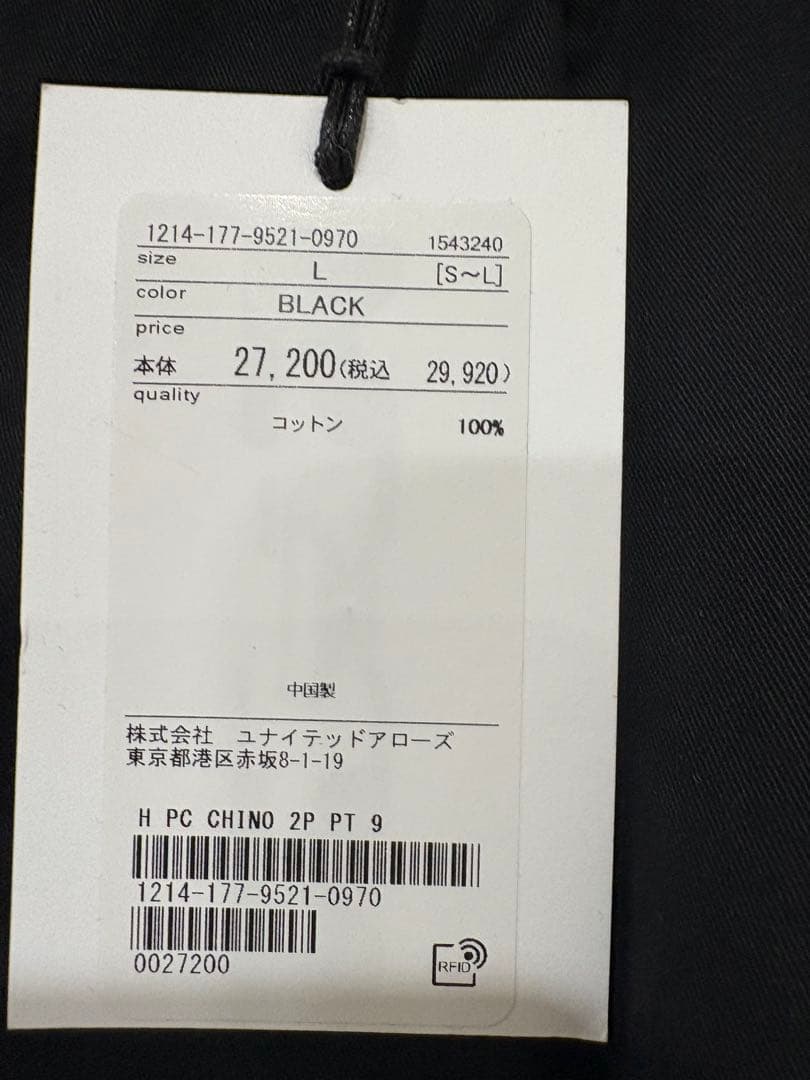 1214-177-9521-0970 1543240
size L [S～L]
color BLACK
price
本体 27,200(税込 29,920)
quality
コットン 100%
中国製
株式会社 ユナイテッドアローズ
東京都港区赤坂8-1-19
H PC CHINO 2P PT 9
1214-177-9521-0970
0027200
RFID